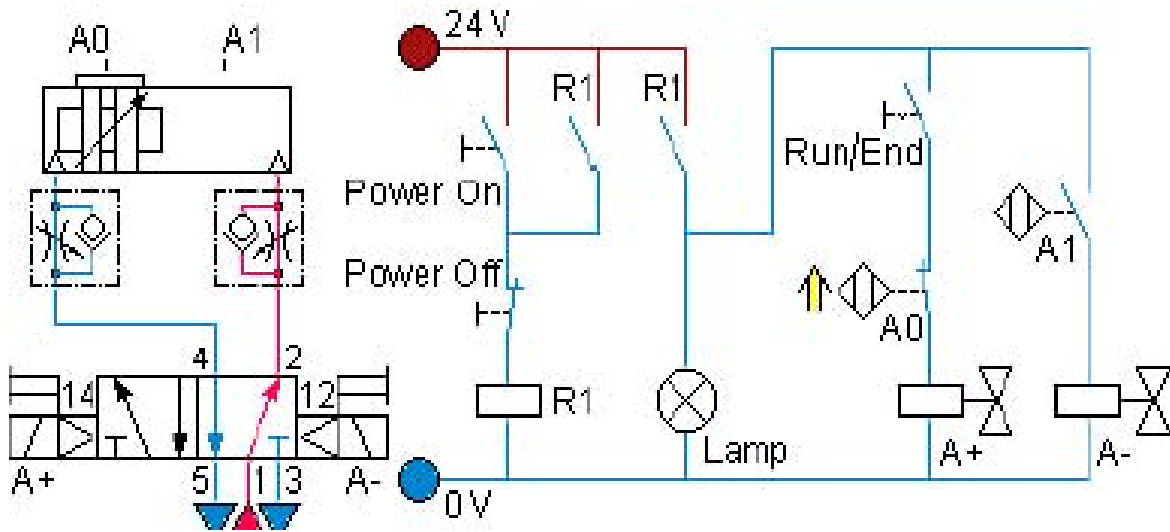 A0 A1
24 V
R1 R1
Power On
Run/End
Power Off
A1
A0
4 2
14 12
R1
Lamp
A+ A-
A+ 5 1 3 A-
0 V